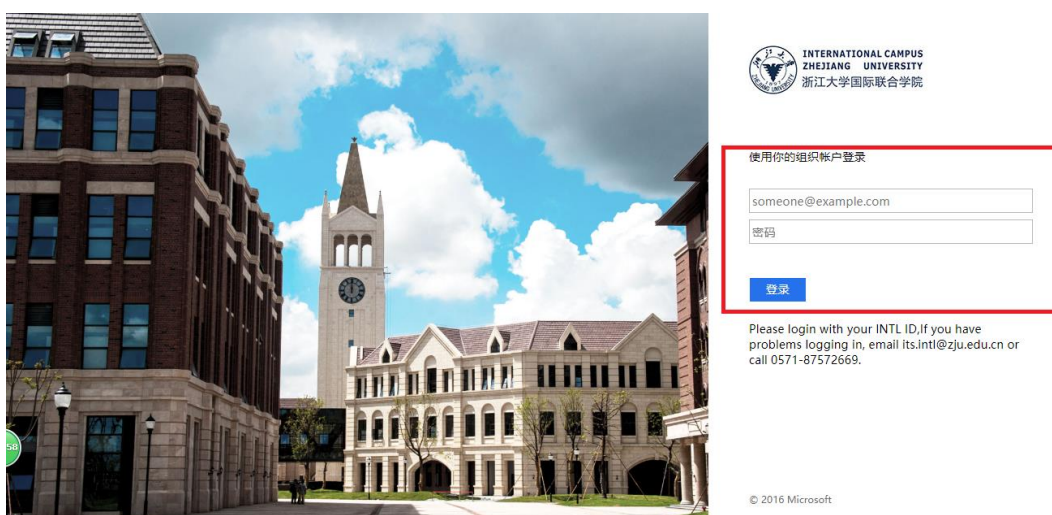 INTERNATIONAL CAMPUS
ZHEJIANG UNIVERSITY
浙江大学国际联合学院
使用你的组织帐户登录
someone@example.com
密码
登录
Please login with your INTL ID,If you have
problems logging in, email its.intl@zju.edu.cn or
call 0571-87572669.
© 2016 Microsoft
58